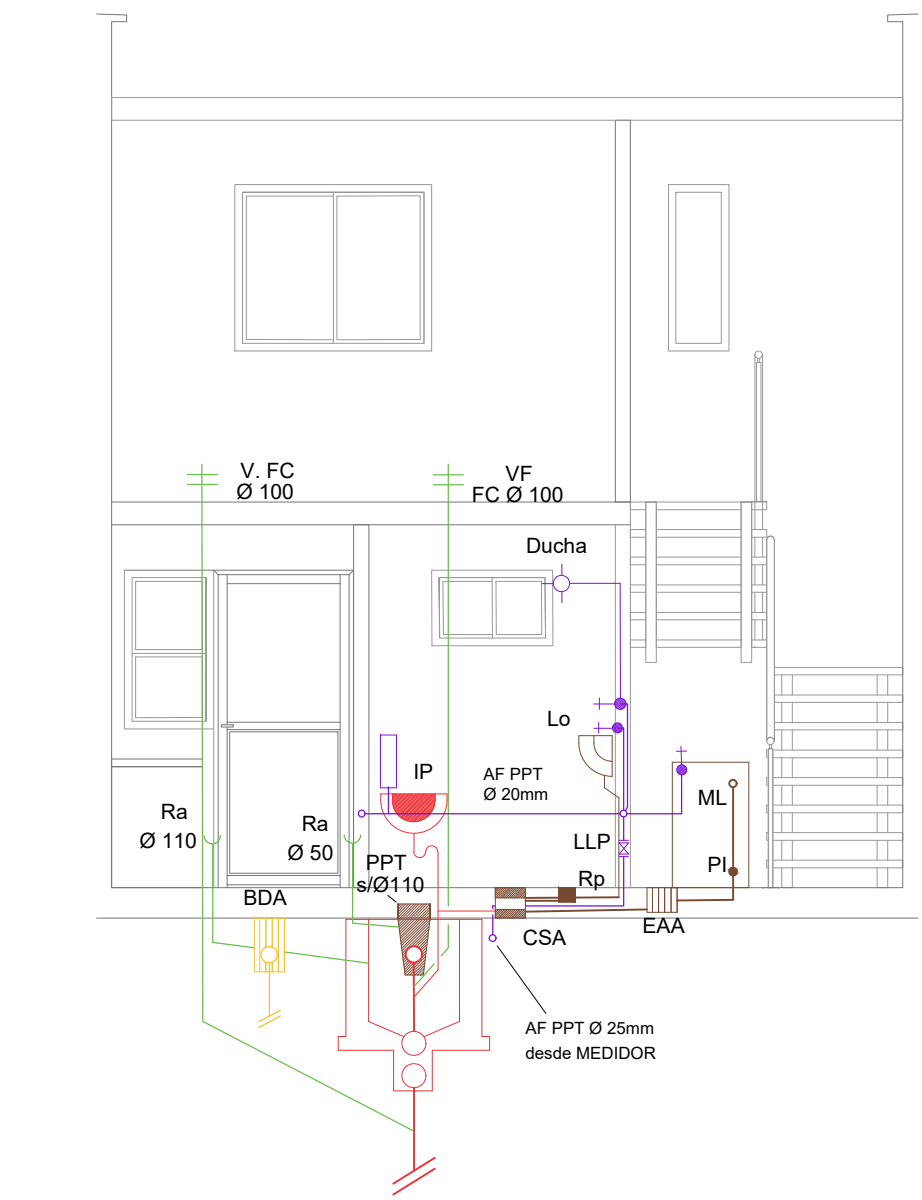 V. FC
Ø 100
VF
FC Ø 100
Ducha
Lo
IP
AF PPT
Ø 20mm
ML
Ra
Ø 110
Ra
Ø 50
LLP
PPT
s/Ø110
PI
Rp
BDA
CSA
EAA
AF PPT Ø 25mm
desde MEDIDOR